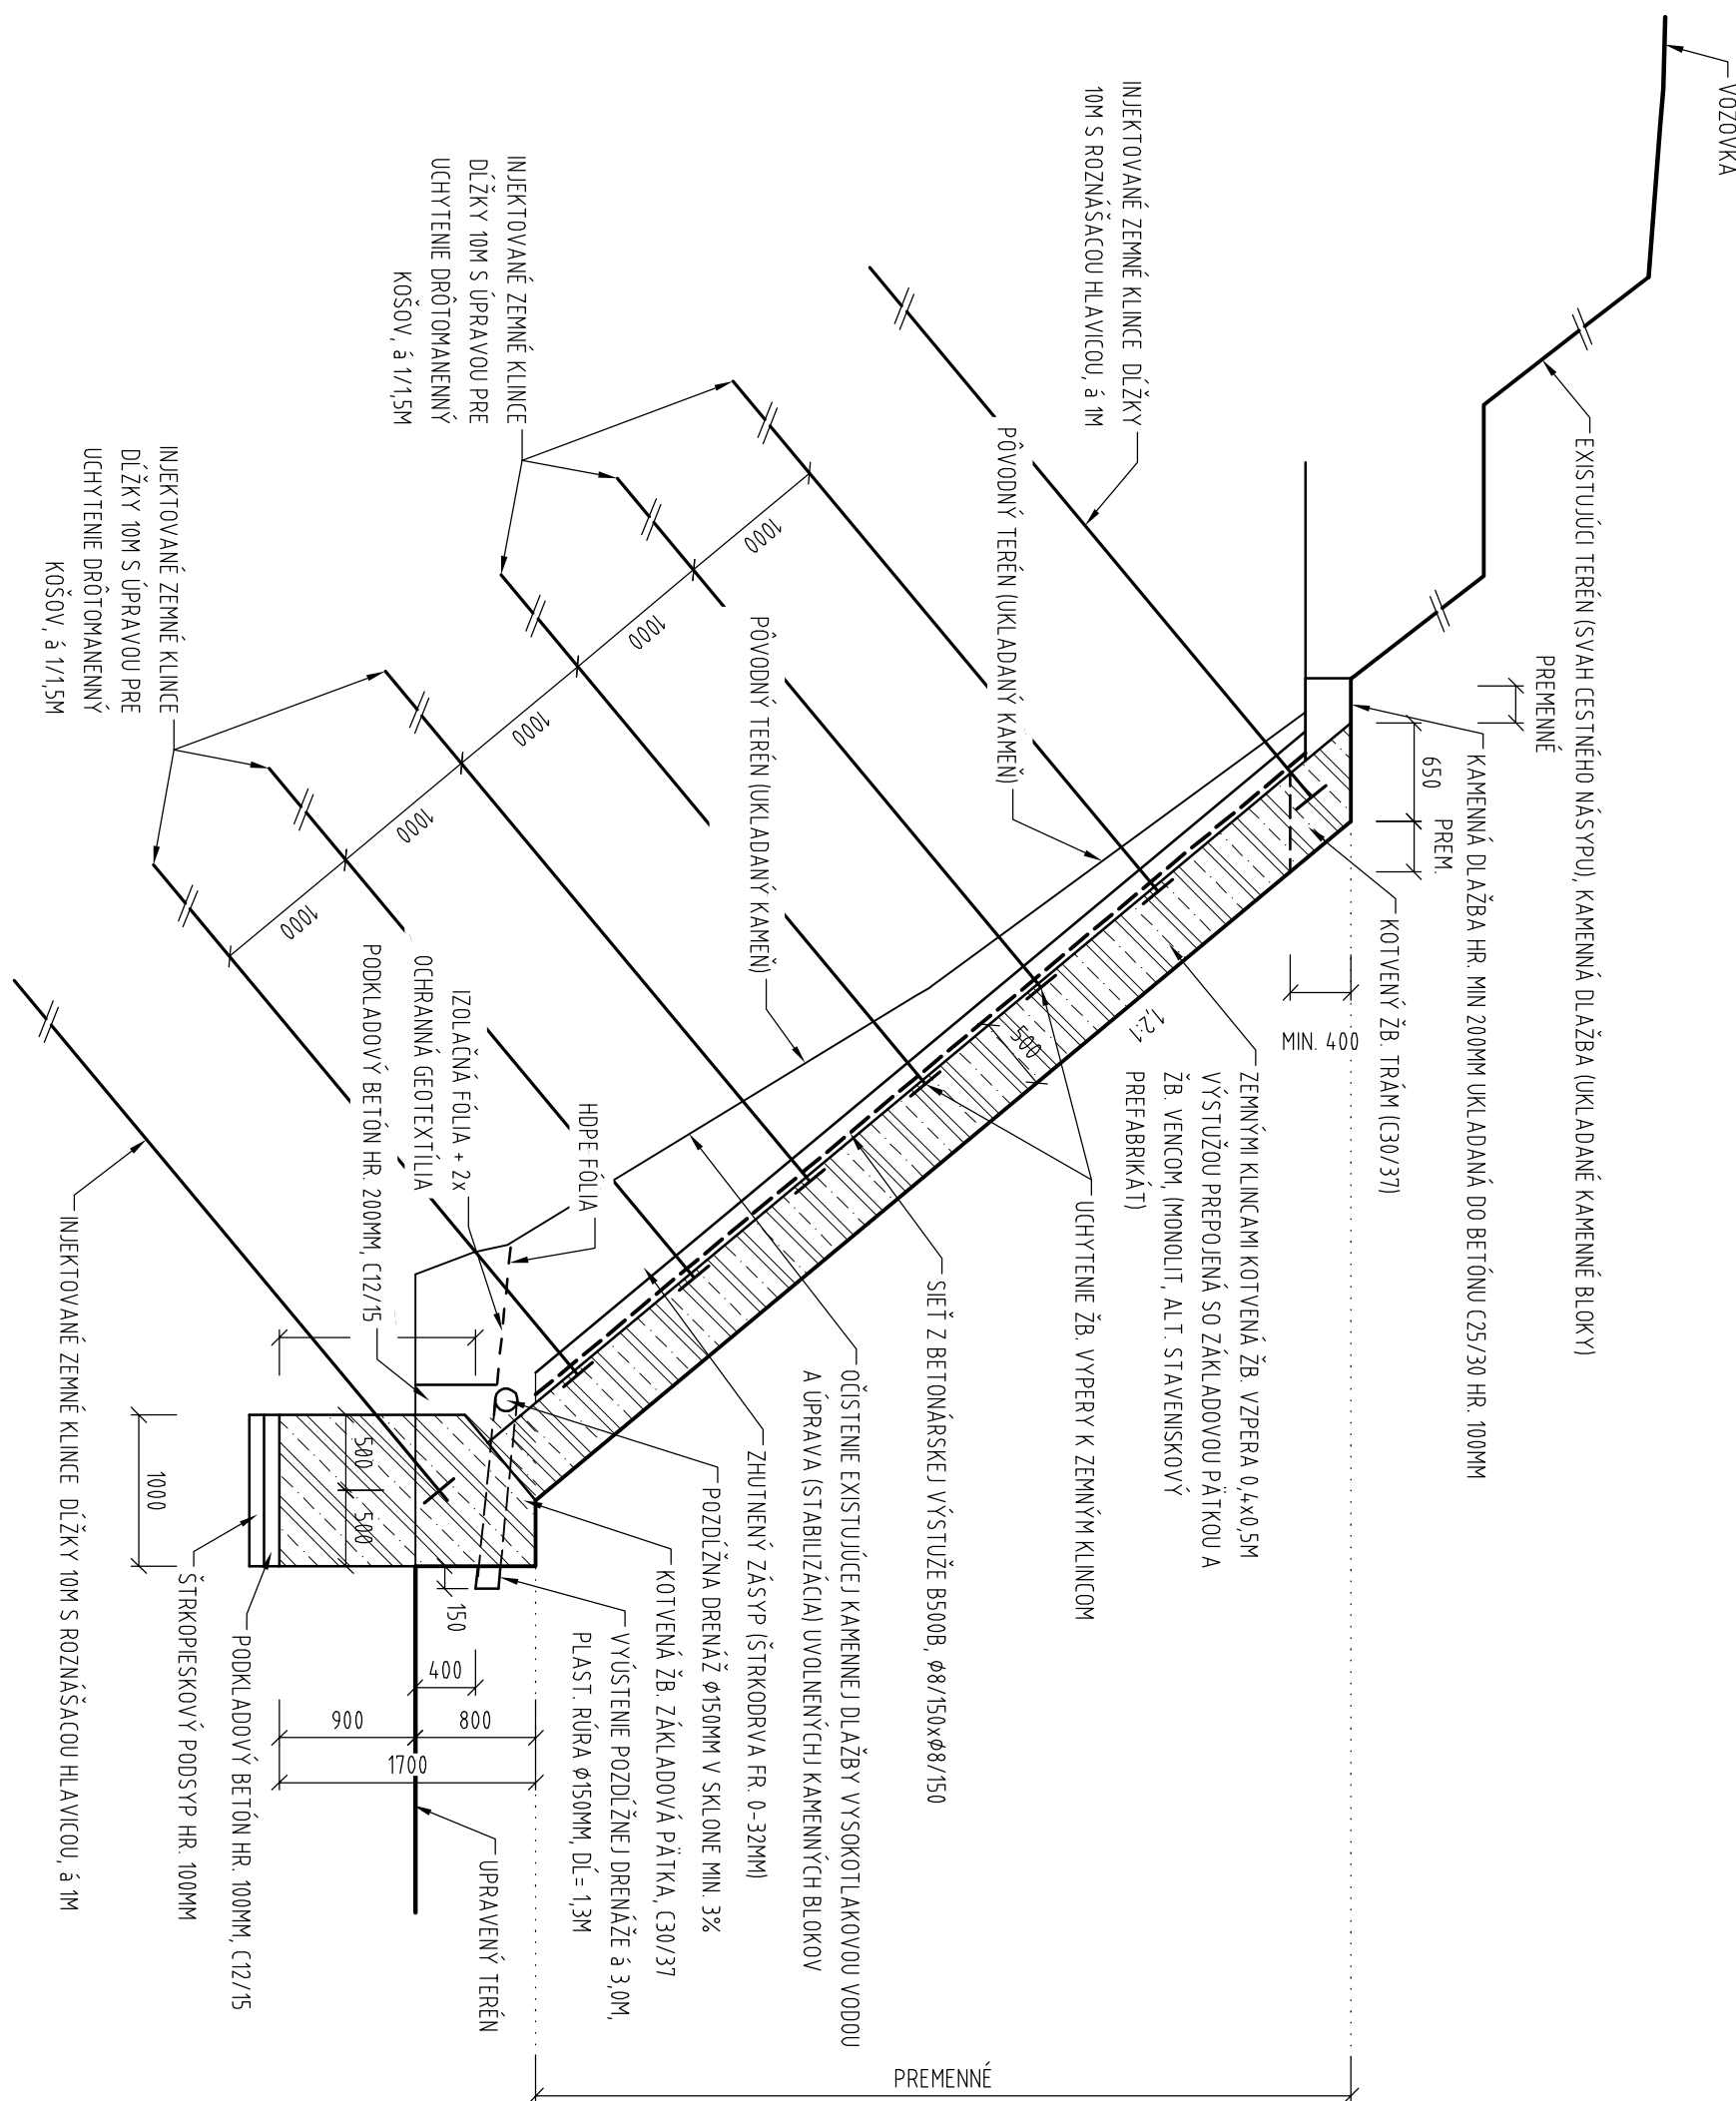 VOZOVKA
EXISTUJÚCI TERÉN (SVAH CESTNÉHO NÁSYPU), KAMENNÁ DLAŽBA (UKLADANÉ KAMENNÉ BLOKY)
PREMENNÉ
KAMENNÁ DLAŽBA HR. MIN 200MM UKLADANÁ DO BETÓNU C25/30 HR. 100MM
650
PREM.
KOTVENÝ ŽB. TRÁM (C30/37)
MIN. 400
INJEKTOVANÉ ZEMNÉ KLINCE DĹŽKY
10M S ROZNÁŠACOU HLAVICOU, á 1M
PÔVODNÝ TERÉN (UKLADANÝ KAMEŇ)
ZEMNÝMI KLINCAMI KOTVENÁ ŽB. VZPERA 0,4x0,5M
VÝSTUŽOU PREPOJENÁ SO ZÁKLADOVOU PÄTKOU A
ŽB. VENCOM, (MONOLIT, ALT. STAVENISKOVÝ
PREFABRIKÁT)
1,2:1
500
UCHYTENIE ŽB. VYPERY K ZEMNÝM KLINCOM
SIEŤ Z BETONÁRSKEJ VÝSTUŽE B500B, ϕ8/150xϕ8/150
OČISTENIE EXISTUJÚCEJ KAMENNEJ DLAŽBY VYSOKOTLAKOVOU VODOU
A ÚPRAVA (STABILIZÁCIA) UVOLNENÝCHJ KAMENNÝCH BLOKOV
ZHUTNENÝ ZÁSYP (ŠTRKODRVA FR. 0-32MM)
POZDĹŽNA DRENÁŽ ϕ150MM V SKLONE MIN. 3%
KOTVENÁ ŽB. ZÁKLADOVÁ PÄTKA, C30/37
VYÚSTENIE POZDĹŽNEJ DRENÁŽE á 3,0M,
PLAST. RÚRA ϕ150MM, DĹ= 1,3M
UPRAVENÝ TERÉN
INJEKTOVANÉ ZEMNÉ KLINCE
DĹŽKY 10M S ÚPRAVOU PRE
UCHYTENIE DRÔTOMANENNÝ
KOŠOV, á 1/1,5M
1000
1000
1000
1000
1000
PÔVODNÝ TERÉN (UKLADANÝ KAMEŇ)
HDPE FÓLIA
IZOLAČNÁ FÓLIA + 2x
OCHRANNÁ GEOTEXTÍLIA
PODKLADOVÝ BETÓN HR. 200MM, C12/15
INJEKTOVANÉ ZEMNÉ KLINCE
DĹŽKY 10M S ÚPRAVOU PRE
UCHYTENIE DRÔTOMANENNÝ
KOŠOV, á 1/1,5M
500
500
1000
150
400
900
800
1700
PODKLADOVÝ BETÓN HR. 100MM, C12/15
ŠTRKOPIESKOVÝ PODSYP HR. 100MM
INJEKTOVANÉ ZEMNÉ KLINCE DĹŽKY 10M S ROZNÁŠACOU HLAVICOU, á 1M
PREMENNÉ